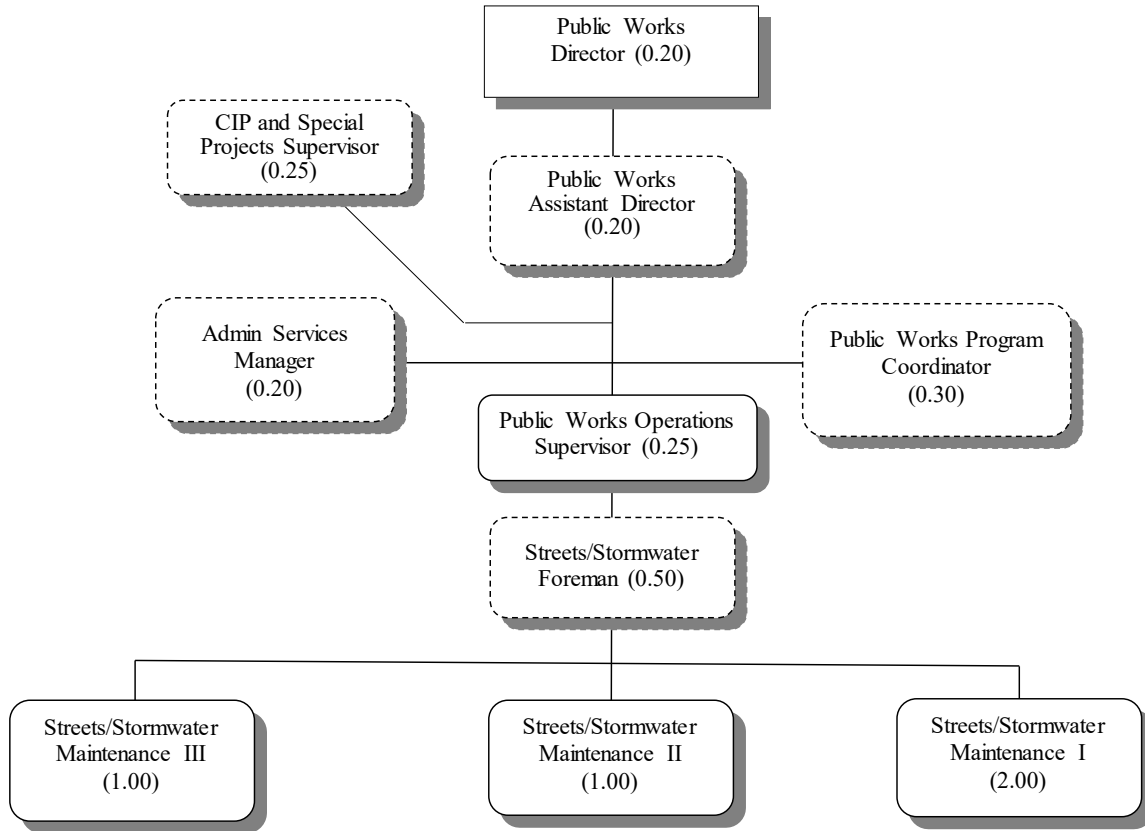 Public Works
Director (0.20)
CIP and Special
Projects Supervisor
(0.25)
Public Works
Assistant Director
(0.20)
Admin Services
Manager
(0.20)
Public Works Program
Coordinator
(0.30)
Public Works Operations
Supervisor (0.25)
Streets/Stormwater
Foreman (0.50)
Streets/Stormwater
Maintenance III
(1.00)
Streets/Stormwater
Maintenance II
(1.00)
Streets/Stormwater
Maintenance I
(2.00)